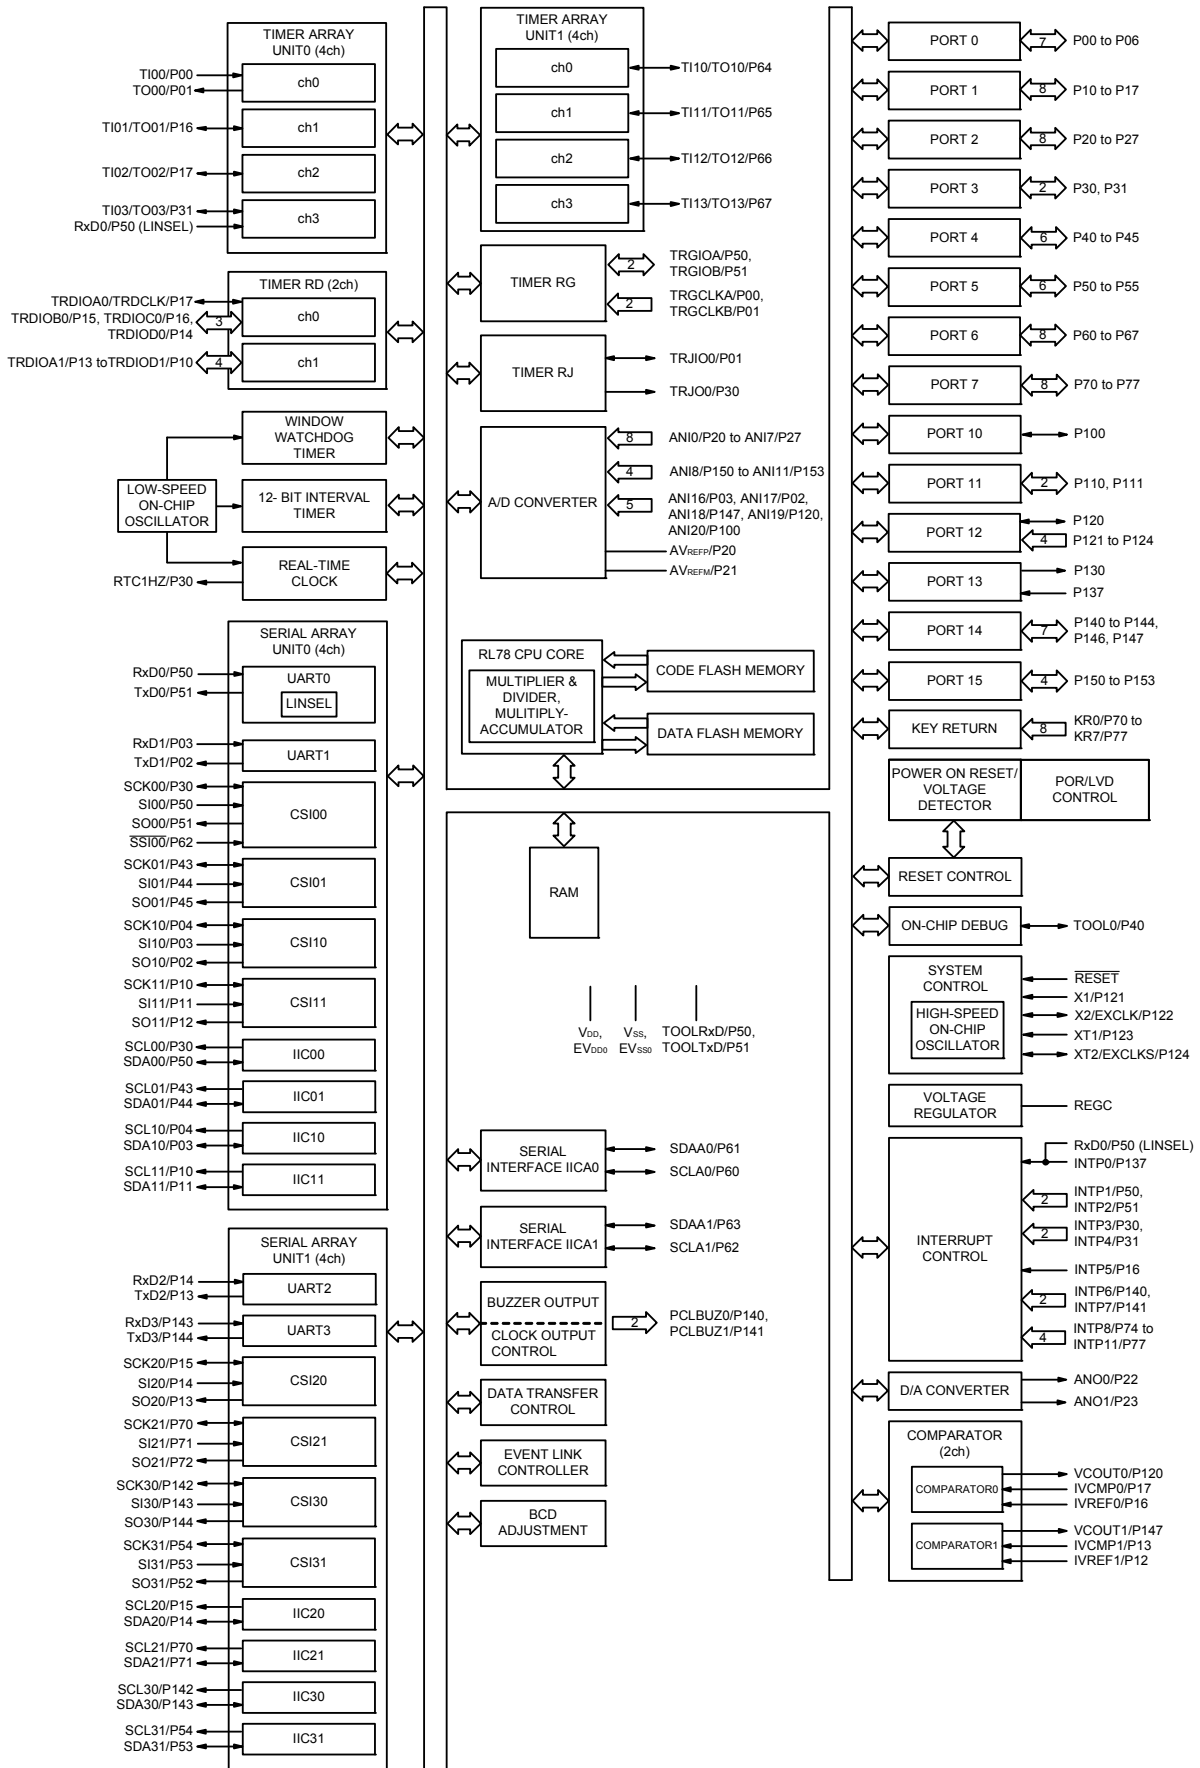 TIMER ARRAY
UNIT0 (4ch)
TI00/P00
TO00/P01
ch0
TI01/TO01/P16
ch1
TI02/TO02/P17
ch2
TI03/TO03/P31
RxD0/P50 (LINSEL)
ch3
TIMER RD (2ch)
TRDIOA0/TRDCLK/P17
TRDIOB0/P15, TRDIOC0/P16,
TRDIOD0/P14
3
ch0
TRDIOA1/P13 toTRDIOD1/P10
4
ch1
WINDOW
WATCHDOG
TIMER
LOW-SPEED
ON-CHIP
OSCILLATOR
12- BIT INTERVAL
TIMER
REAL-TIME
CLOCK
RTC1HZ/P30
SERIAL ARRAY
UNIT0 (4ch)
RxD0/P50
TxD0/P51
UART0
LINSEL
RxD1/P03
TxD1/P02
UART1
SCK00/P30
SI00/P50
SO00/P51
SSI00/P62
CSI00
SCK01/P43
SI01/P44
SO01/P45
CSI01
SCK10/P04
SI10/P03
SO10/P02
CSI10
SCK11/P10
SI11/P11
SO11/P12
CSI11
SCL00/P30
SDA00/P50
IIC00
SCL01/P43
SDA01/P44
IIC01
SCL10/P04
SDA10/P03
IIC10
SCL11/P10
SDA11/P11
IIC11
SERIAL ARRAY
UNIT1 (4ch)
RxD2/P14
TxD2/P13
UART2
RxD3/P143
TxD3/P144
UART3
SCK20/P15
SI20/P14
SO20/P13
CSI20
SCK21/P70
SI21/P71
SO21/P72
CSI21
SCK30/P142
SI30/P143
SO30/P144
CSI30
SCK31/P54
SI31/P53
SO31/P52
CSI31
SCL20/P15
SDA20/P14
IIC20
SCL21/P70
SDA21/P71
IIC21
SCL30/P142
SDA30/P143
IIC30
SCL31/P54
SDA31/P53
IIC31
TIMER ARRAY
UNIT1 (4ch)
ch0
TI10/TO10/P64
ch1
TI11/TO11/P65
ch2
TI12/TO12/P66
ch3
TI13/TO13/P67
TIMER RG
2
TRGIOA/P50,
TRGIOB/P51
2
TRGCLKA/P00,
TRGCLKB/P01
TIMER RJ
TRJIO0/P01
TRJO0/P30
A/D CONVERTER
8
ANI0/P20 to ANI7/P27
4
ANI8/P150 to ANI11/P153
5
ANI16/P03, ANI17/P02,
ANI18/P147, ANI19/P120,
ANI20/P100
AVREFP/P20
AVREFM/P21
RL78 CPU CORE
MULTIPLIER &
DIVIDER,
MULITIPLY-
ACCUMULATOR
CODE FLASH MEMORY
DATA FLASH MEMORY
RAM
VDD,
EVDD0
VSS,
EVSS0
TOOLRxD/P50,
TOOLTxD/P51
SERIAL
INTERFACE IICA0
SDAA0/P61
SCLA0/P60
SERIAL
INTERFACE IICA1
SDAA1/P63
SCLA1/P62
BUZZER OUTPUT
CLOCK OUTPUT
CONTROL
2
PCLBUZ0/P140,
PCLBUZ1/P141
DATA TRANSFER
CONTROL
EVENT LINK
CONTROLLER
BCD
ADJUSTMENT
PORT 0
7
P00 to P06
PORT 1
8
P10 to P17
PORT 2
8
P20 to P27
PORT 3
2
P30, P31
PORT 4
6
P40 to P45
PORT 5
6
P50 to P55
PORT 6
8
P60 to P67
PORT 7
8
P70 to P77
PORT 10
P100
PORT 11
2
P110, P111
PORT 12
P120
4
P121 to P124
PORT 13
P130
P137
PORT 14
7
P140 to P144,
P146, P147
PORT 15
4
P150 to P153
KEY RETURN
8
KR0/P70 to
KR7/P77
POWER ON RESET/
VOLTAGE
DETECTOR
POR/LVD
CONTROL
RESET CONTROL
ON-CHIP DEBUG
TOOL0/P40
SYSTEM
CONTROL
HIGH-SPEED
ON-CHIP
OSCILLATOR
RESET
X1/P121
X2/EXCLK/P122
XT1/P123
XT2/EXCLKS/P124
VOLTAGE
REGULATOR
REGC
INTERRUPT
CONTROL
RxD0/P50 (LINSEL)
INTP0/P137
2
INTP1/P50,
INTP2/P51
2
INTP3/P30,
INTP4/P31
INTP5/P16
2
INTP6/P140,
INTP7/P141
4
INTP8/P74 to
INTP11/P77
D/A CONVERTER
ANO0/P22
ANO1/P23
COMPARATOR
(2ch)
COMPARATOR0
VCOUT0/P120
IVCMP0/P17
IVREF0/P16
COMPARATOR1
VCOUT1/P147
IVCMP1/P13
IVREF1/P12